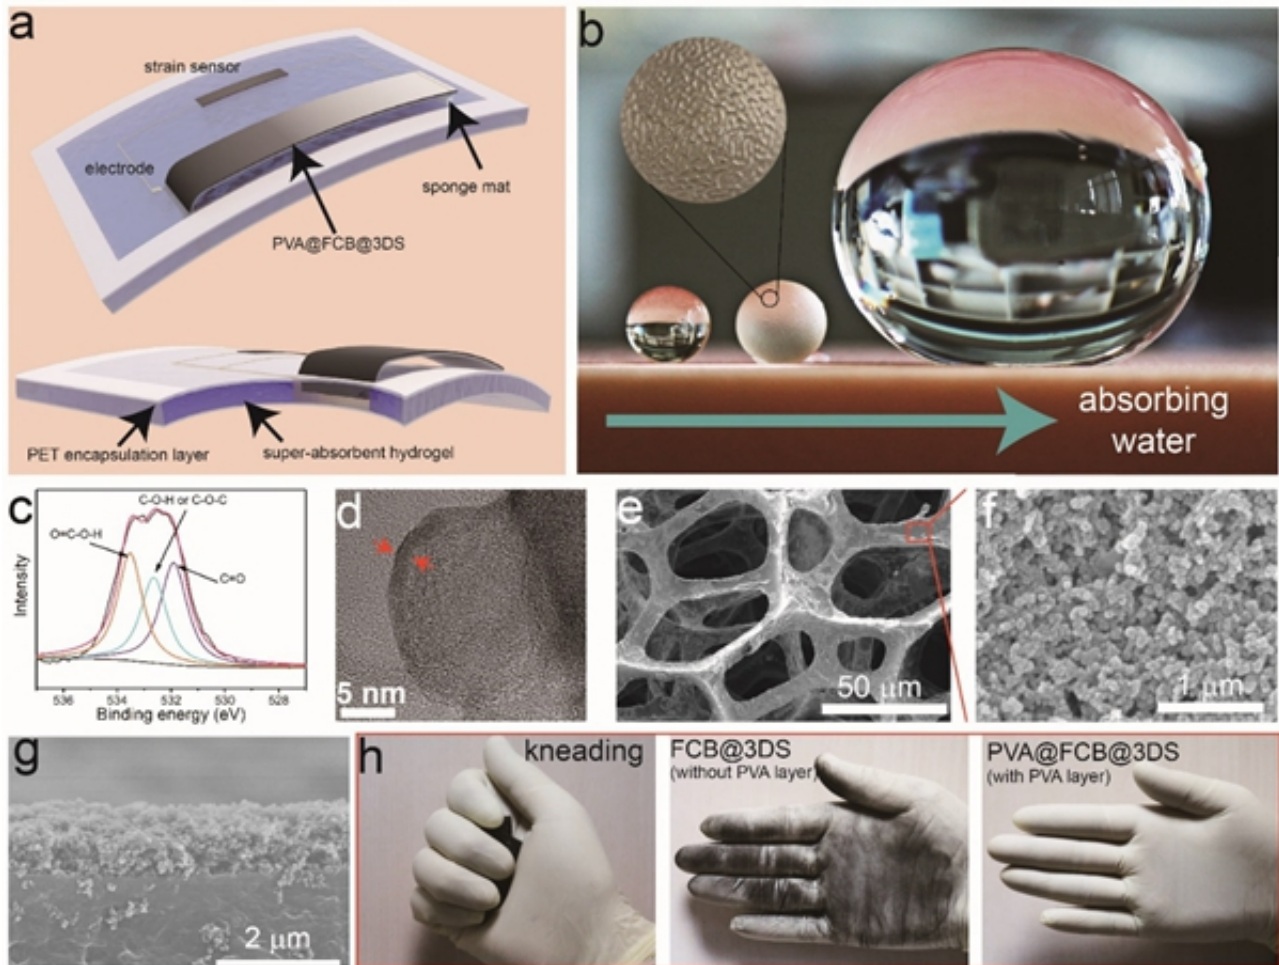 a
strain sensor
electrode
sponge mat
PVA@FCB@3DS
PET encapsulation layer
super-absorbent hydrogel
b
absorbing
water
c
C-O-H or C-O-C
O=C-O-H
C=O
Intensity
536
534
532
530
528
Binding energy (eV)
d
5 nm
e
50 μm
f
1 μm
g
2 μm
h
kneading
FCB@3DS
(without PVA layer)
PVA@FCB@3DS
(with PVA layer)